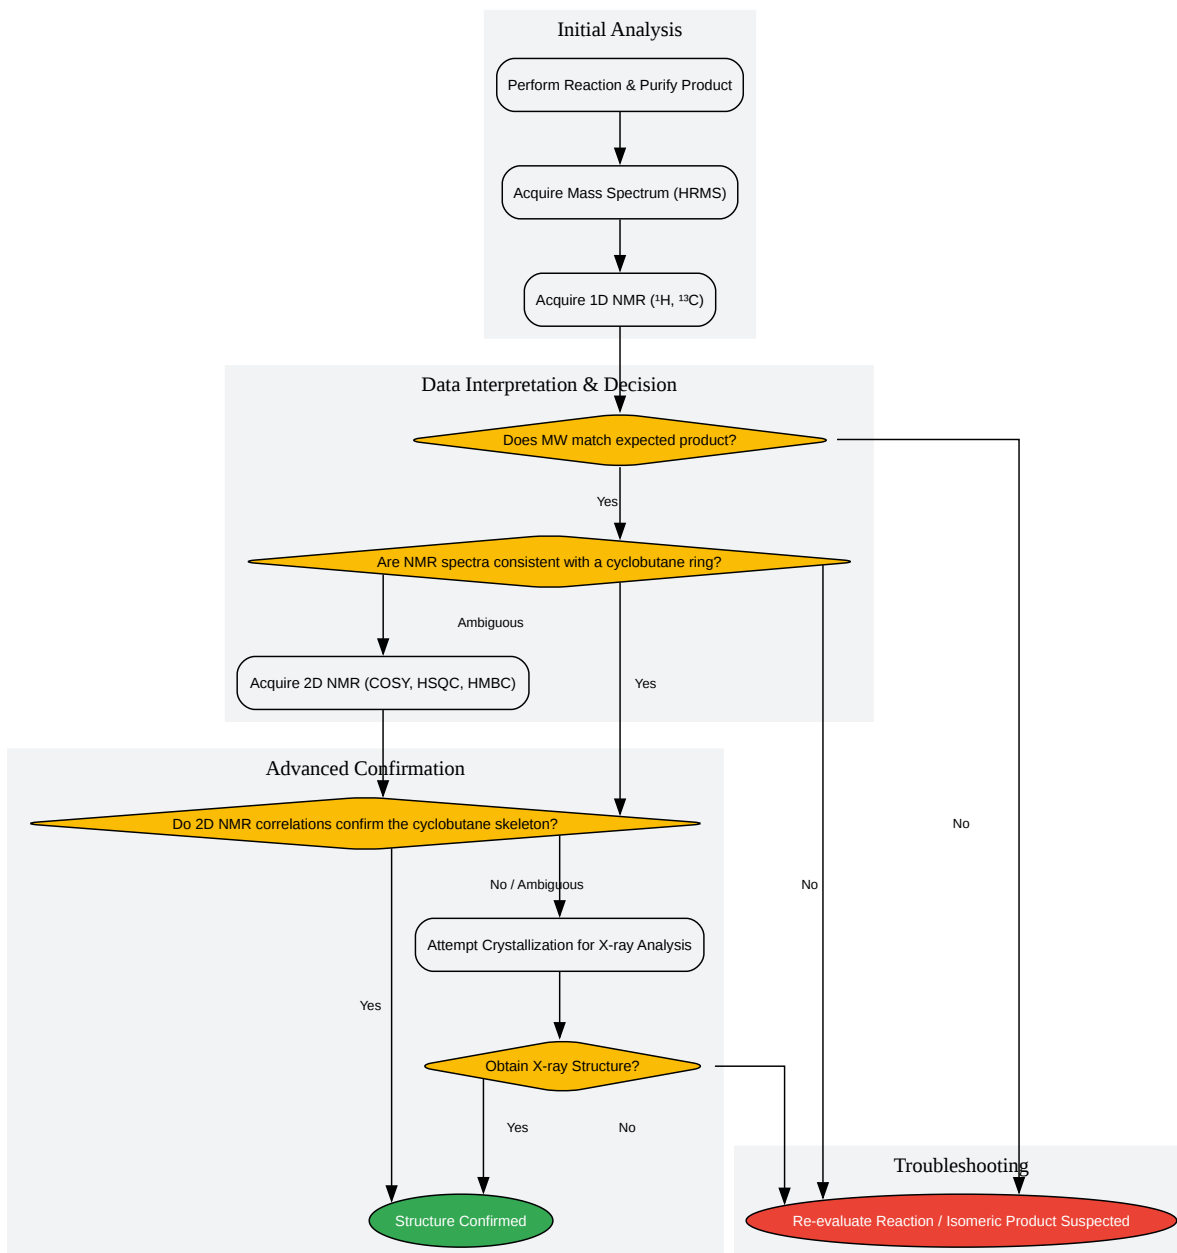 Initial Analysis
Perform Reaction & Purify Product
Acquire Mass Spectrum (HRMS)
Acquire 1D NMR (¹H, ¹³C)
Data Interpretation & Decision
Does MW match expected product?
Yes
Are NMR spectra consistent with a cyclobutane ring?
Ambiguous
Acquire 2D NMR (COSY, HSQC, HMBC)
Yes
Advanced Confirmation
Do 2D NMR correlations confirm the cyclobutane skeleton?
No
No / Ambiguous
No
Attempt Crystallization for X-ray Analysis
Yes
Obtain X-ray Structure?
Yes
No
Troubleshooting
Structure Confirmed
Re-evaluate Reaction / Isomeric Product Suspected